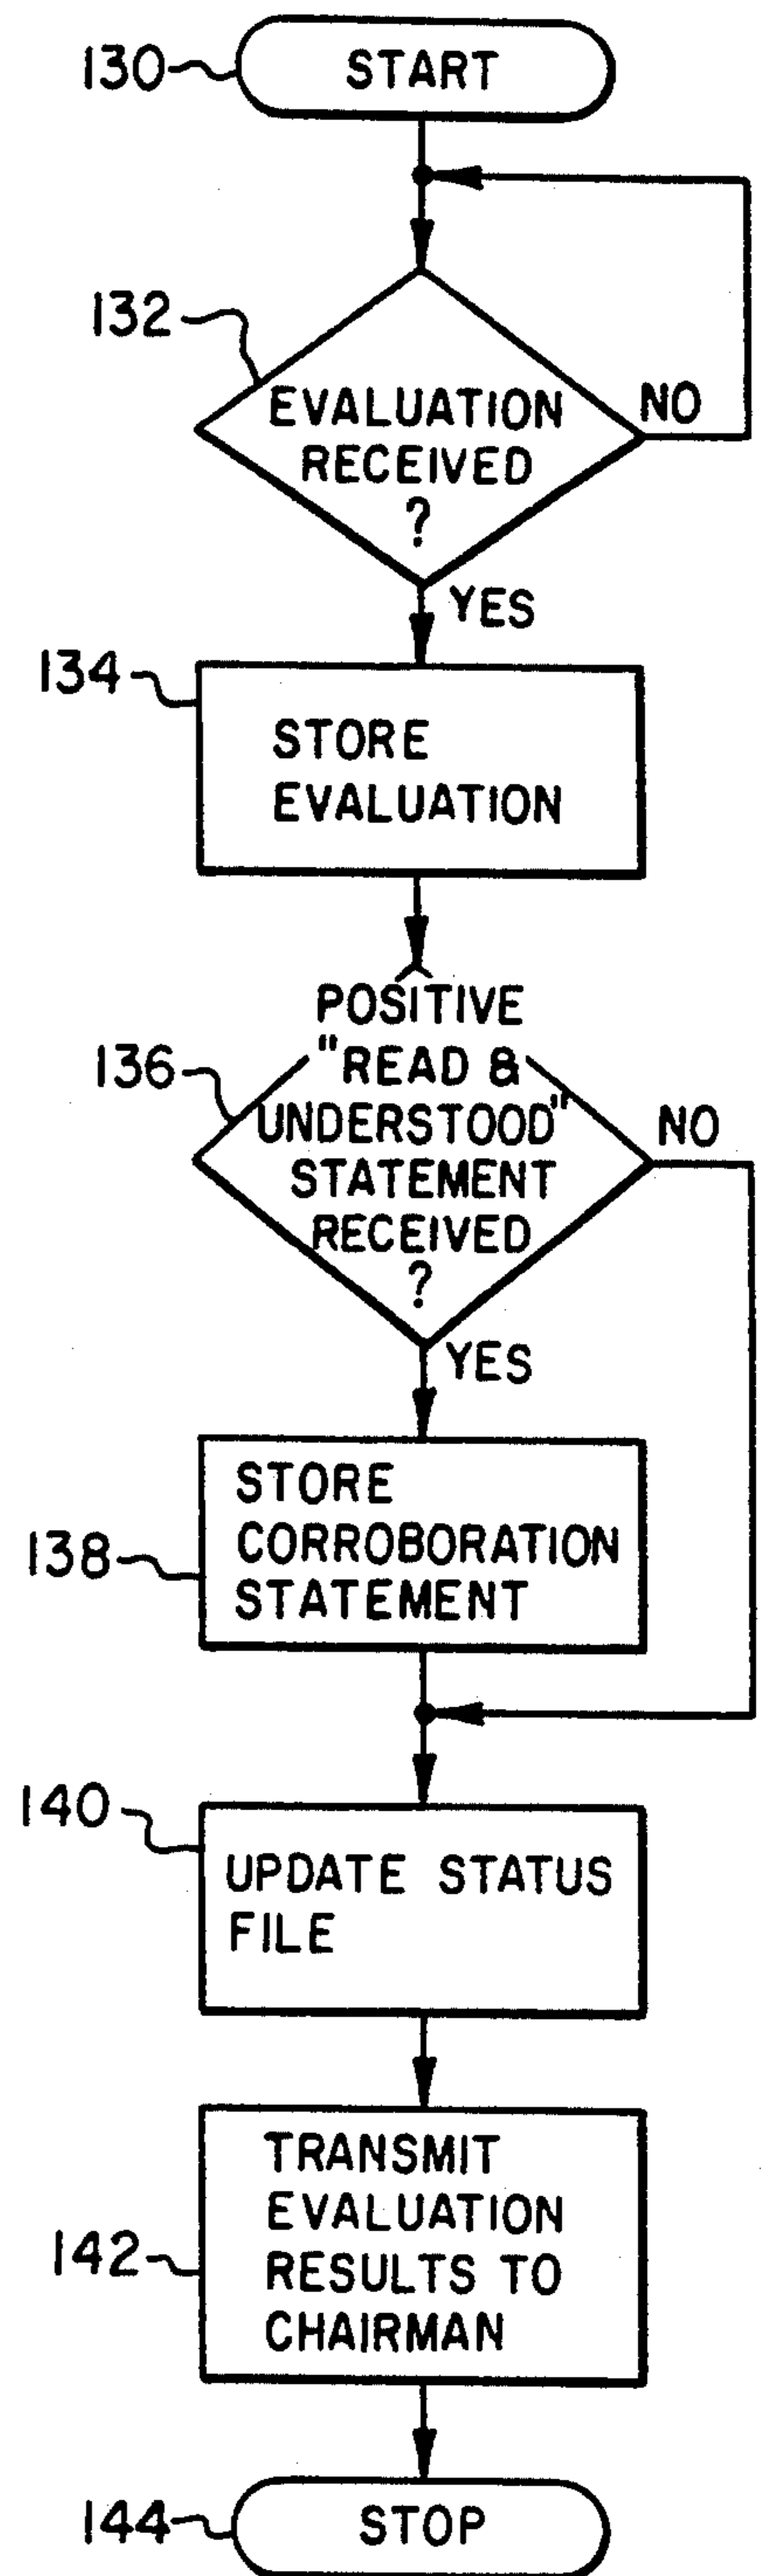 130
START
132
EVALUATION
RECEIVED
?
NO
YES
134
STORE
EVALUATION
136
POSITIVE
"READ &
UNDERSTOOD"
STATEMENT
RECEIVED
?
NO
YES
138
STORE
CORROBORATION
STATEMENT
140
UPDATE STATUS
FILE
142
TRANSMIT
EVALUATION
RESULTS TO
CHAIRMAN
144
STOP